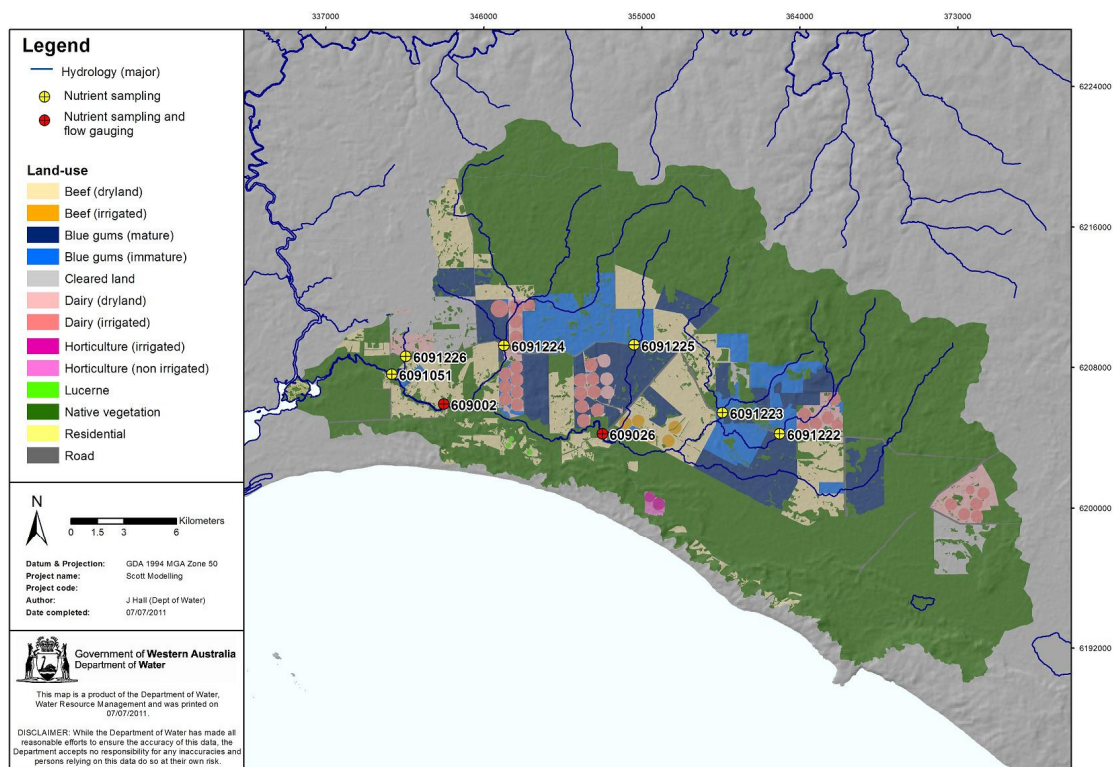 337000 346000 355000 364000 373000
Legend
Hydrology (major)
Nutrient sampling
Nutrient sampling and
flow gauging
Land-use
Beef (dryland)
Beef (irrigated)
Blue gums (mature)
Blue gums (immature)
Cleared land
Dairy (dryland)
Dairy (irrigated)
Horticulture (irrigated)
Horticulture (non irrigated)
Lucerne
Native vegetation
Residential
Road
N
Kilometers
0 1.5 3 6
Datum & Projection: GDA 1994 MGA Zone 50
Project name: Scott Modelling
Project code:
Author: J Hall (Dept of Water)
Date completed: 07/07/2011
Government of Western Australia
Department of Water
This map is a product of the Department of Water,
Water Resource Management and was printed on
07/07/2011.
DISCLAIMER: While the Department of Water has made all
reasonable efforts to ensure the accuracy of this data, the
Department accepts no responsibility for any inaccuracies and
persons relying on this data do so at their own risk.
6091224
6091225
6091226
6091051
609002
6091223
609026
6091222
6224000
6216000
6208000
6200000
6192000